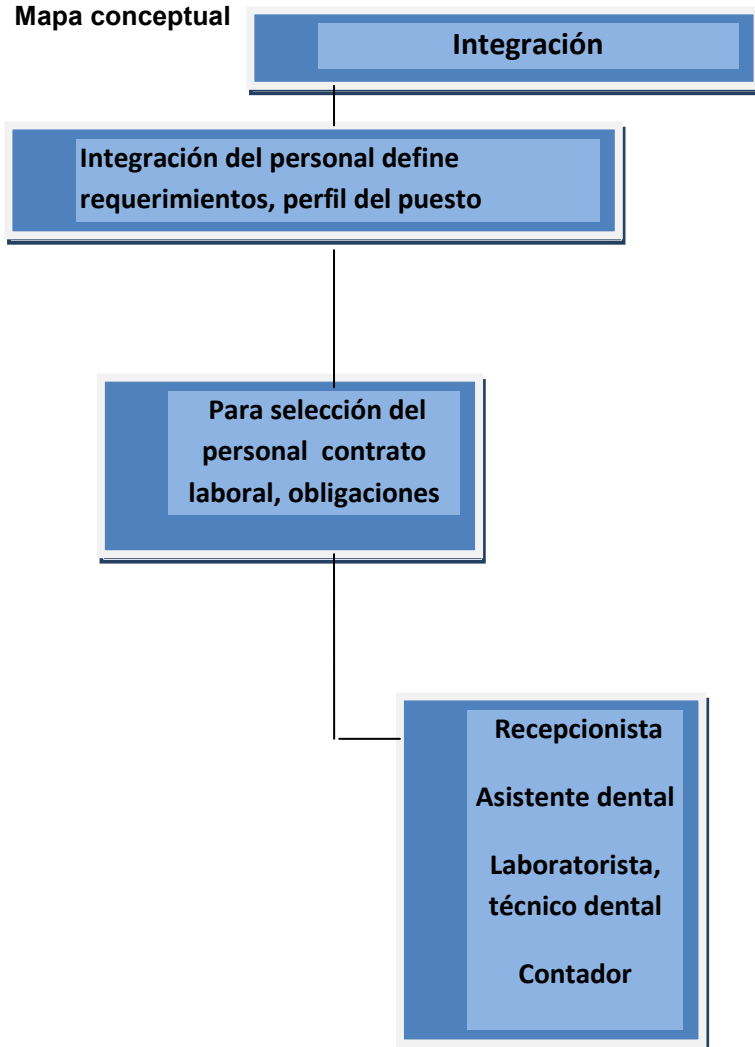 Mapa conceptual
Integración
Integración del personal define
requerimientos, perfil del puesto
Para selección del
personal contrato
laboral, obligaciones
Recepcionista
Asistente dental
Laboratorista,
técnico dental
Contador